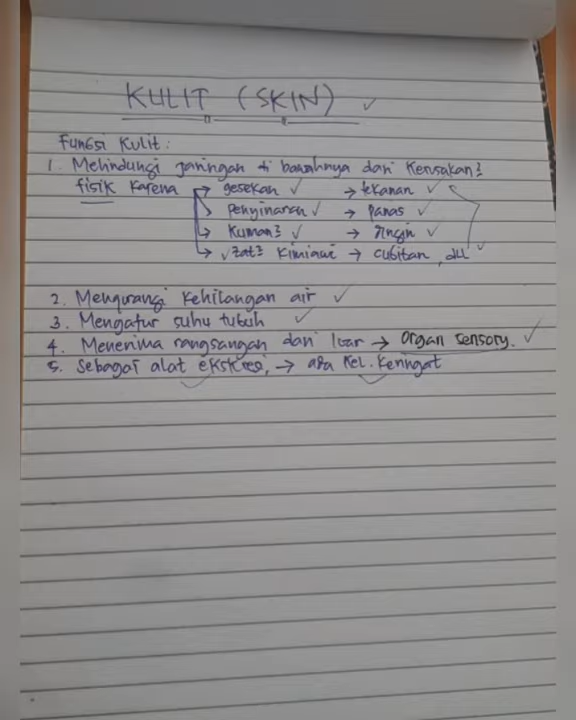 KULIT (SKIN) ✓
Fungsi Kulit :
1. Melindungi jaringan di bawahnya dari Kerusakan²
fisik karena → gesekan ✓ → tekanan ✓
→ Penyinaran ✓ → panas ✓
→ Kuman² ✓ → dingin ✓
→ √ Zat² Kimiawi → cubitan, dll ✓
2. Mengurangi Kehilangan air ✓
3. Mengatur suhu tubuh ✓
4. Menerima rangsangan dari luar → organ sensory. ✓
5. Sebagai alat ekskresi, → ada Kel. Keringat